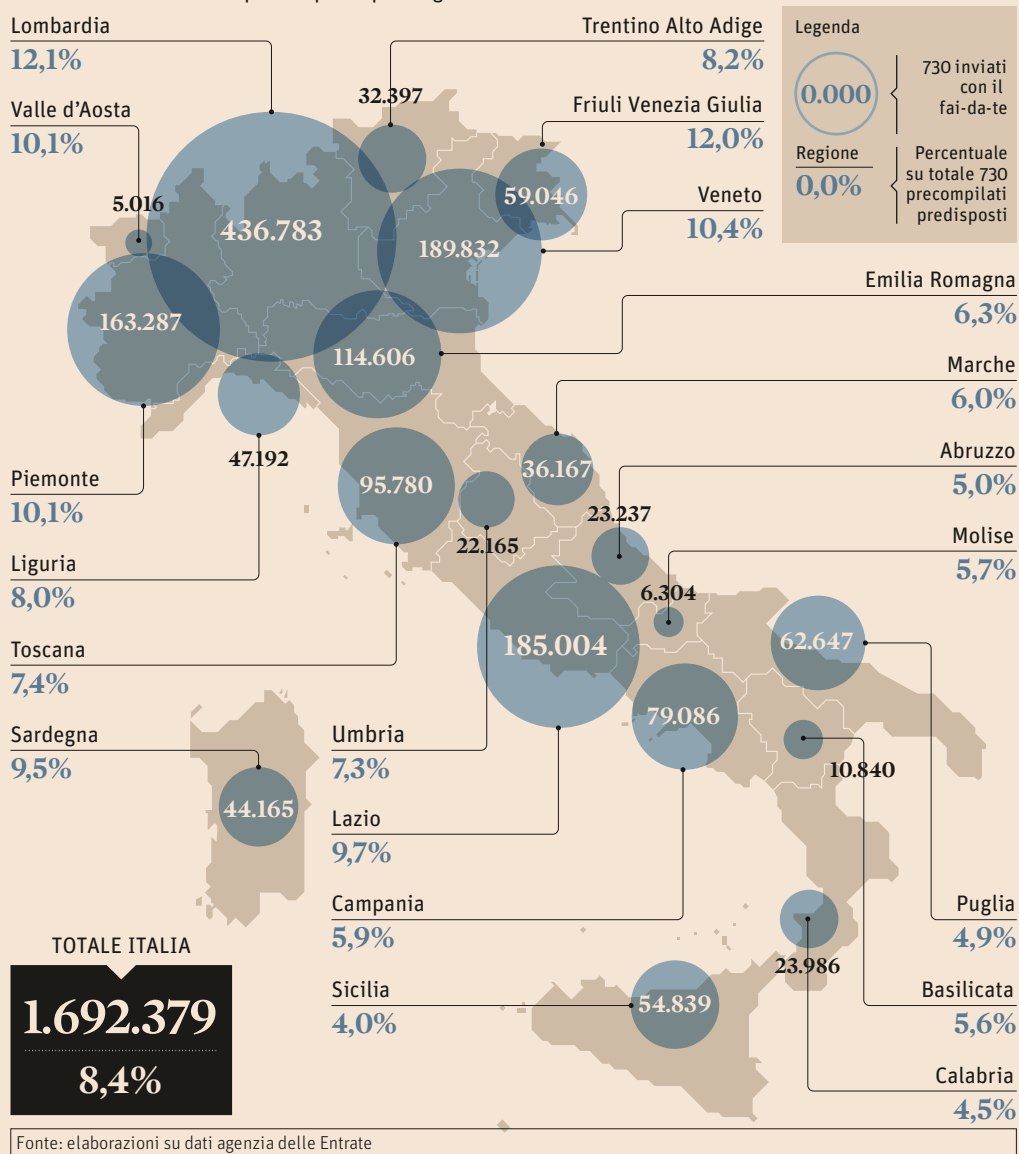 Lombardia
12,1%
Trentino Alto Adige
8,2%
32.397
Valle d’Aosta
10,1%
5.016
Friuli Venezia Giulia
12,0%
59.046
Veneto
10,4%
436.783
189.832
Legenda
0.000
730 inviati
con il
fai-da-te
Regione
0,0%
Percentuale
su totale 730
precompilati
predisposti
163.287
114.606
Emilia Romagna
6,3%
Marche
6,0%
36.167
47.192
95.780
Piemonte
10,1%
Abruzzo
5,0%
23.237
22.165
Liguria
8,0%
Molise
5,7%
6.304
Toscana
7,4%
185.004
62.647
79.086
Sardegna
9,5%
44.165
Umbria
7,3%
10.840
Lazio
9,7%
Campania
5,9%
Puglia
4,9%
23.986
Sicilia
4,0%
54.839
Basilicata
5,6%
Calabria
4,5%
TOTALE ITALIA
1.692.379
8,4%
Fonte: elaborazioni su dati agenzia delle Entrate